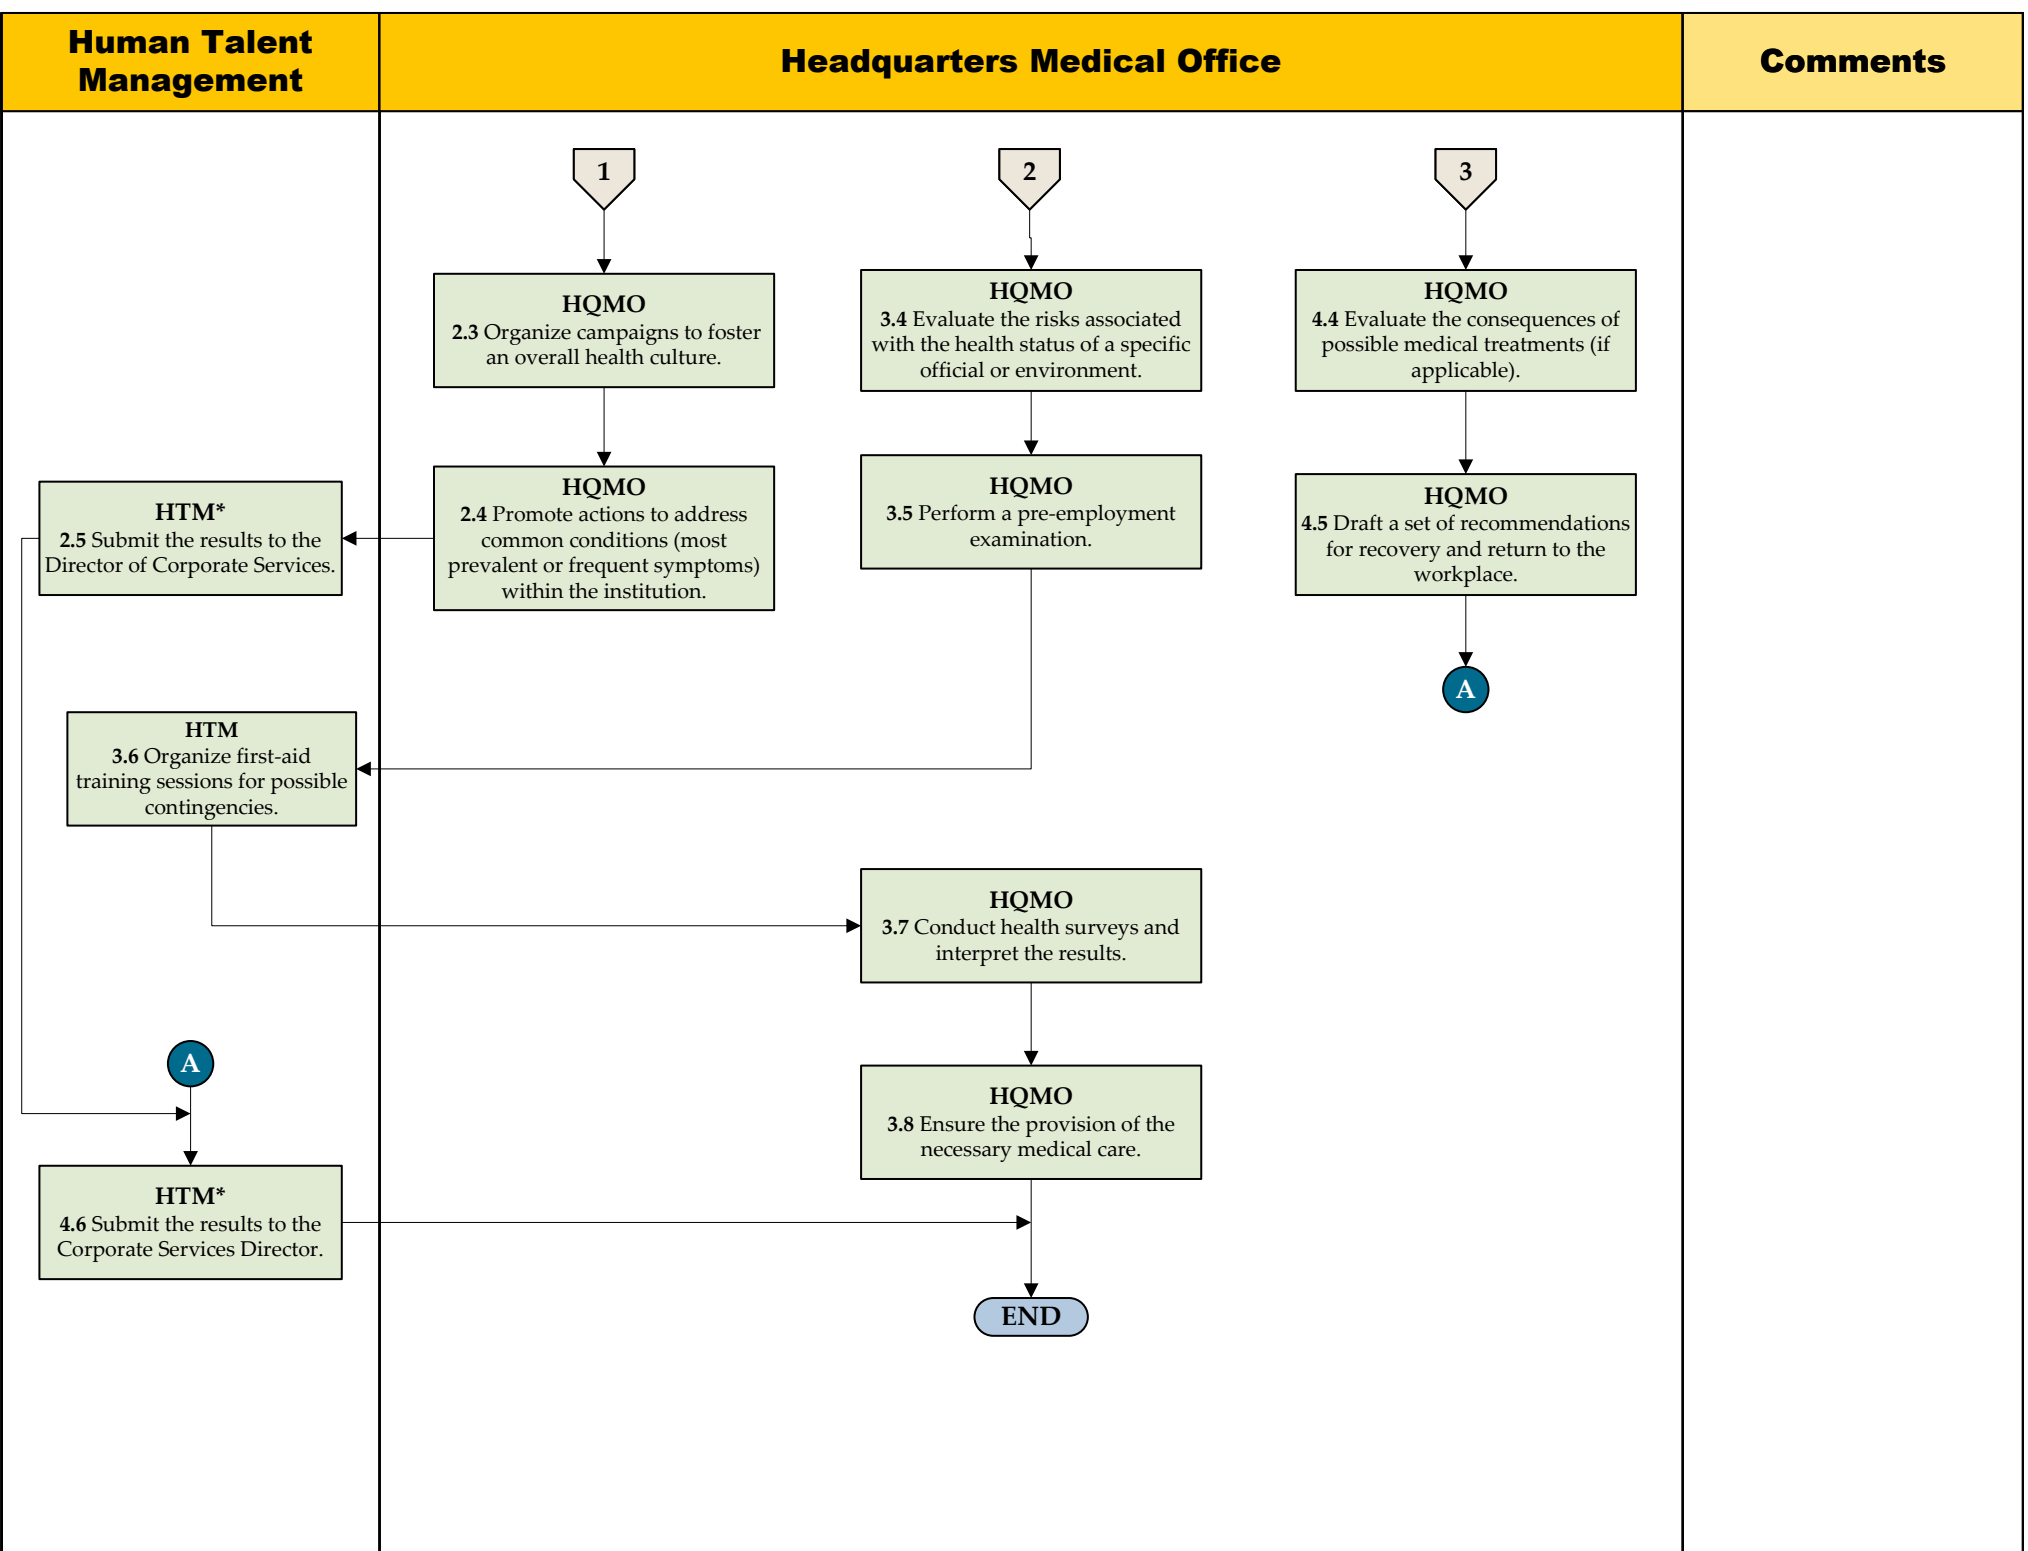 Human Talent
Management
Headquarters Medical Office
Comments
1
2
3
HQMO
2.3 Organize campaigns to foster
an overall health culture.
HQMO
3.4 Evaluate the risks associated
with the health status of a specific
official or environment.
HQMO
4.4 Evaluate the consequences of
possible medical treatments (if
applicable).
HTM*
2.5 Submit the results to the
Director of Corporate Services.
HQMO
2.4 Promote actions to address
common conditions (most
prevalent or frequent symptoms)
within the institution.
HQMO
3.5 Perform a pre-employment
examination.
HQMO
4.5 Draft a set of recommendations
for recovery and return to the
workplace.
A
HTM
3.6 Organize first-aid
training sessions for possible
contingencies.
HQMO
3.7 Conduct health surveys and
interpret the results.
A
HQMO
3.8 Ensure the provision of the
necessary medical care.
HTM*
4.6 Submit the results to the
Corporate Services Director.
END